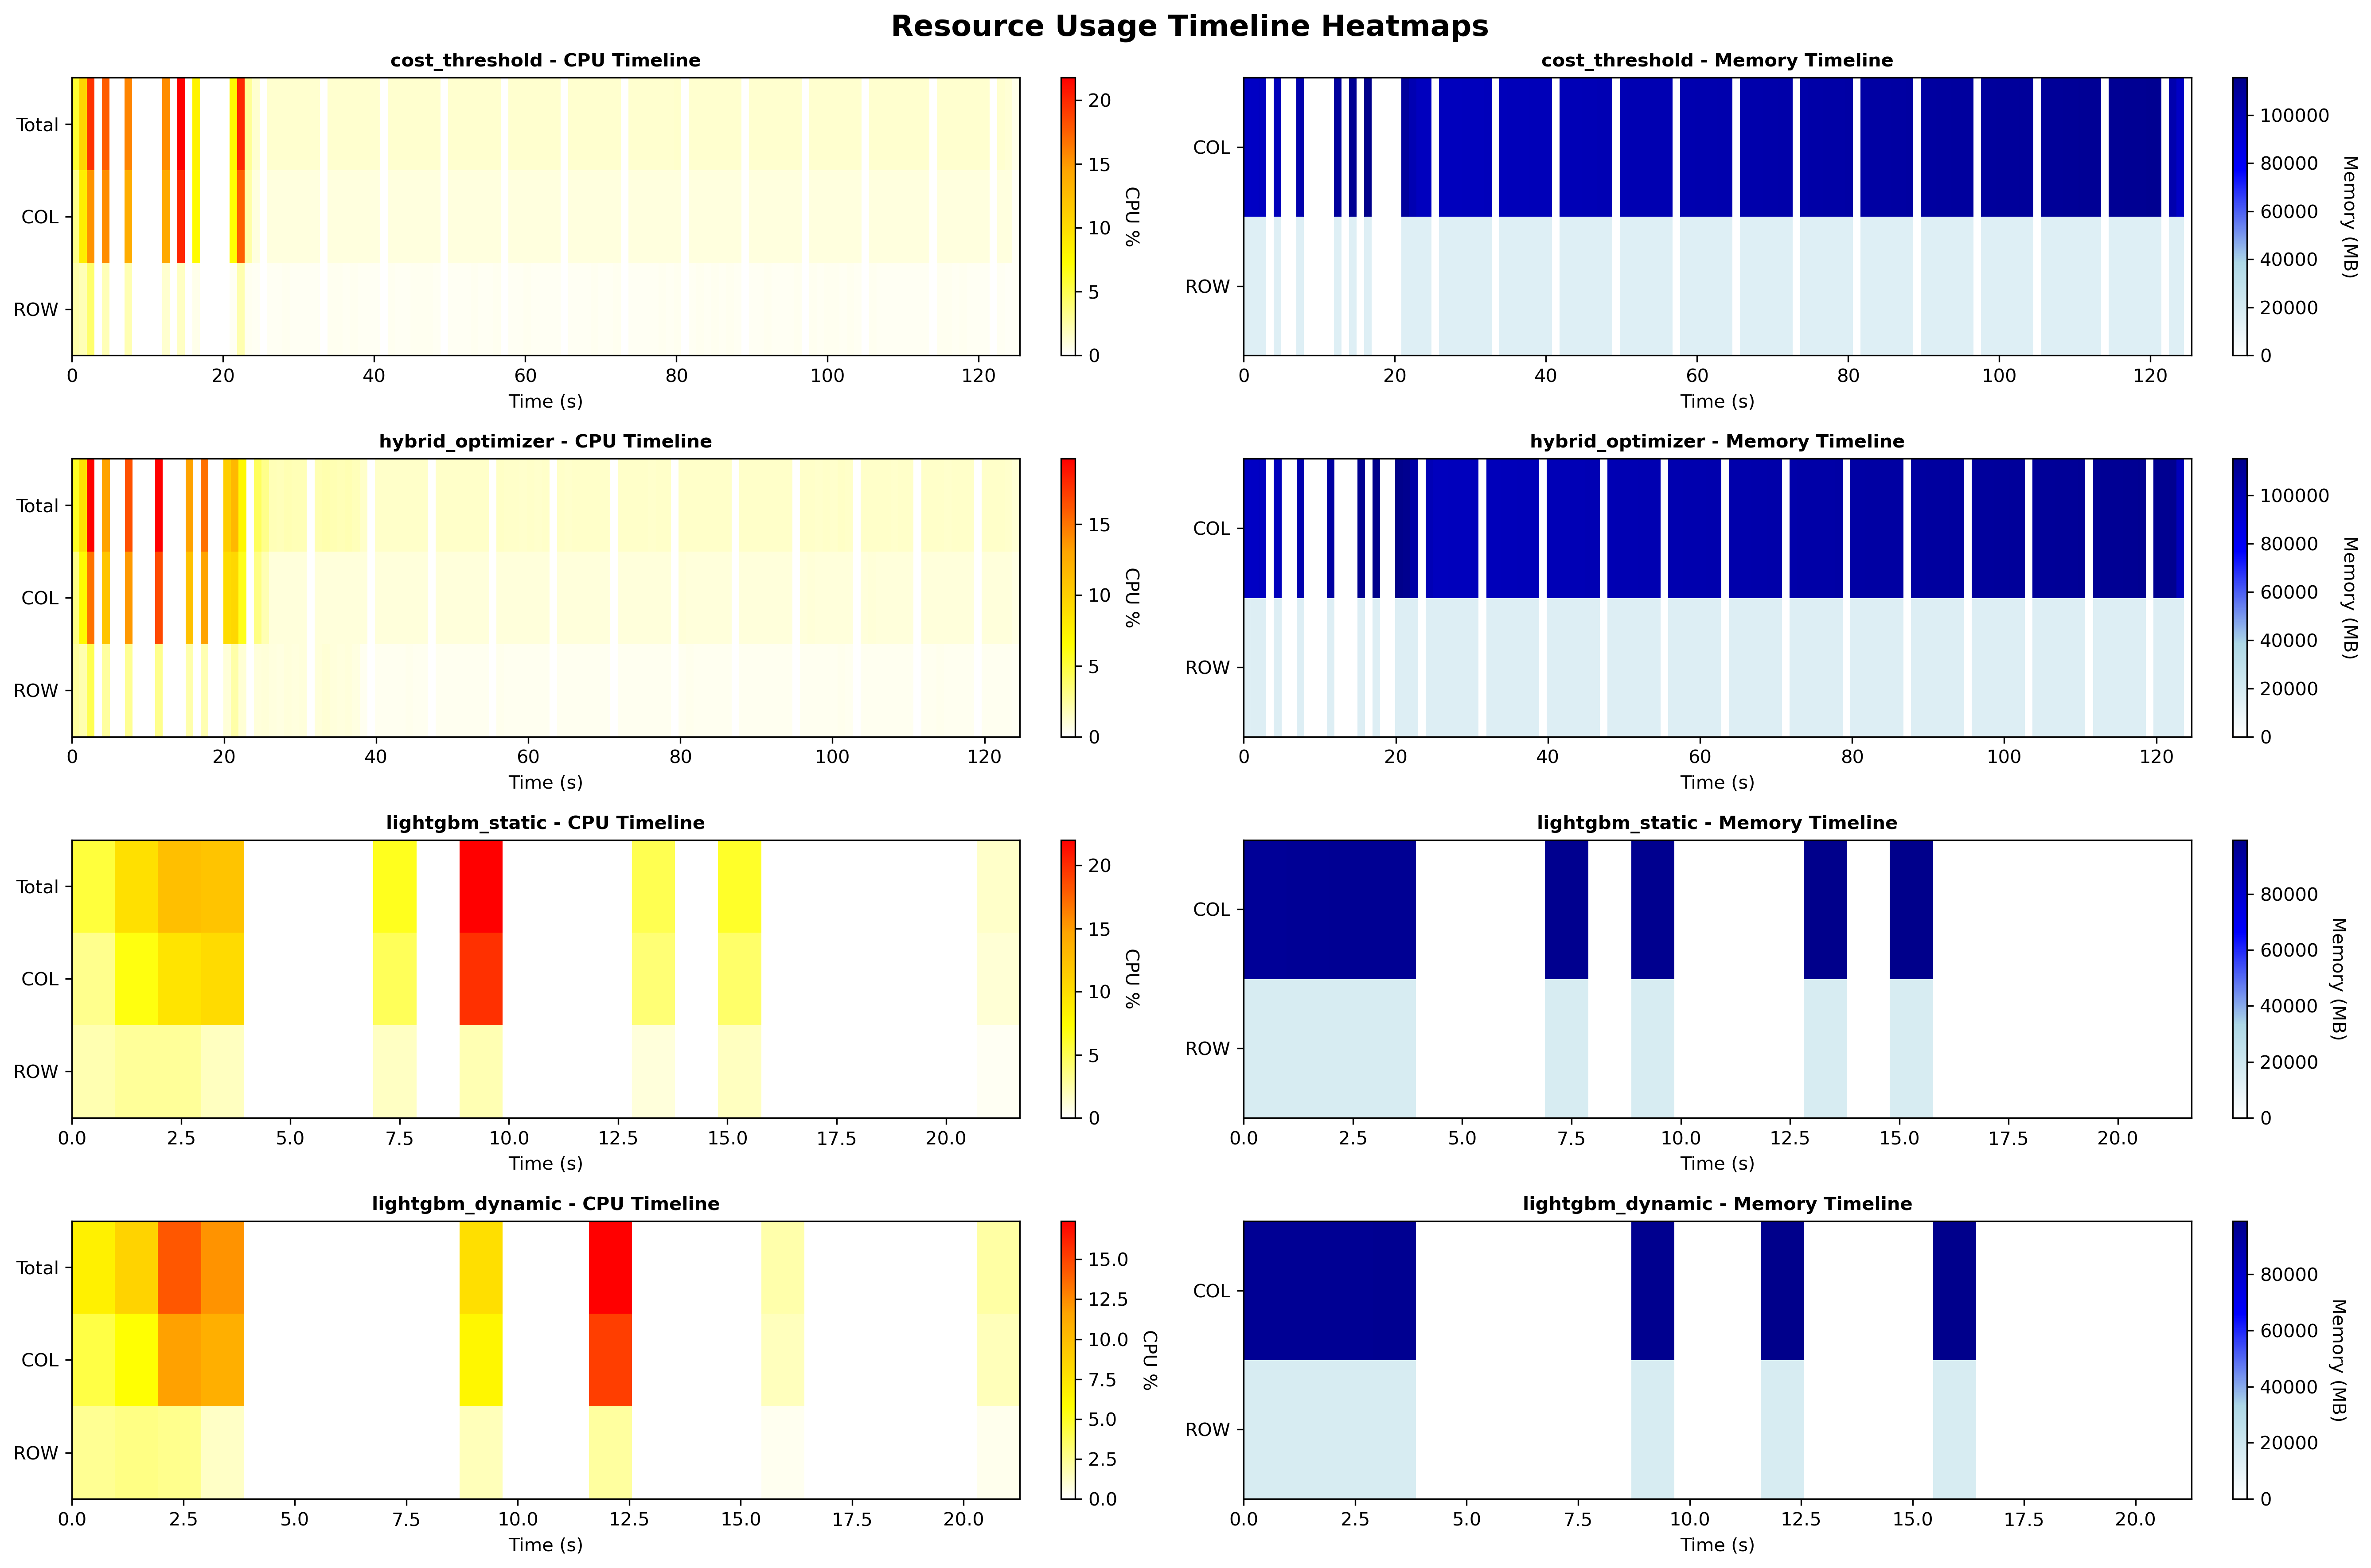 Resource Usage Timeline Heatmaps
cost_threshold - CPU Timeline
Total
COL
ROW
0 20 40 60 80 100 120
Time (s)
20
15
10
5
0
CPU %
cost_threshold - Memory Timeline
COL
ROW
0 20 40 60 80 100 120
Time (s)
100000
80000
60000
40000
20000
0
Memory (MB)
hybrid_optimizer - CPU Timeline
Total
COL
ROW
0 20 40 60 80 100 120
Time (s)
15
10
5
0
CPU %
hybrid_optimizer - Memory Timeline
COL
ROW
0 20 40 60 80 100 120
Time (s)
100000
80000
60000
40000
20000
0
Memory (MB)
lightgbm_static - CPU Timeline
Total
COL
ROW
0.0 2.5 5.0 7.5 10.0 12.5 15.0 17.5 20.0
Time (s)
20
15
10
5
0
CPU %
lightgbm_static - Memory Timeline
COL
ROW
0.0 2.5 5.0 7.5 10.0 12.5 15.0 17.5 20.0
Time (s)
80000
60000
40000
20000
0
Memory (MB)
lightgbm_dynamic - CPU Timeline
Total
COL
ROW
0.0 2.5 5.0 7.5 10.0 12.5 15.0 17.5 20.0
Time (s)
15.0
12.5
10.0
7.5
5.0
2.5
0.0
CPU %
lightgbm_dynamic - Memory Timeline
COL
ROW
0.0 2.5 5.0 7.5 10.0 12.5 15.0 17.5 20.0
Time (s)
80000
60000
40000
20000
0
Memory (MB)